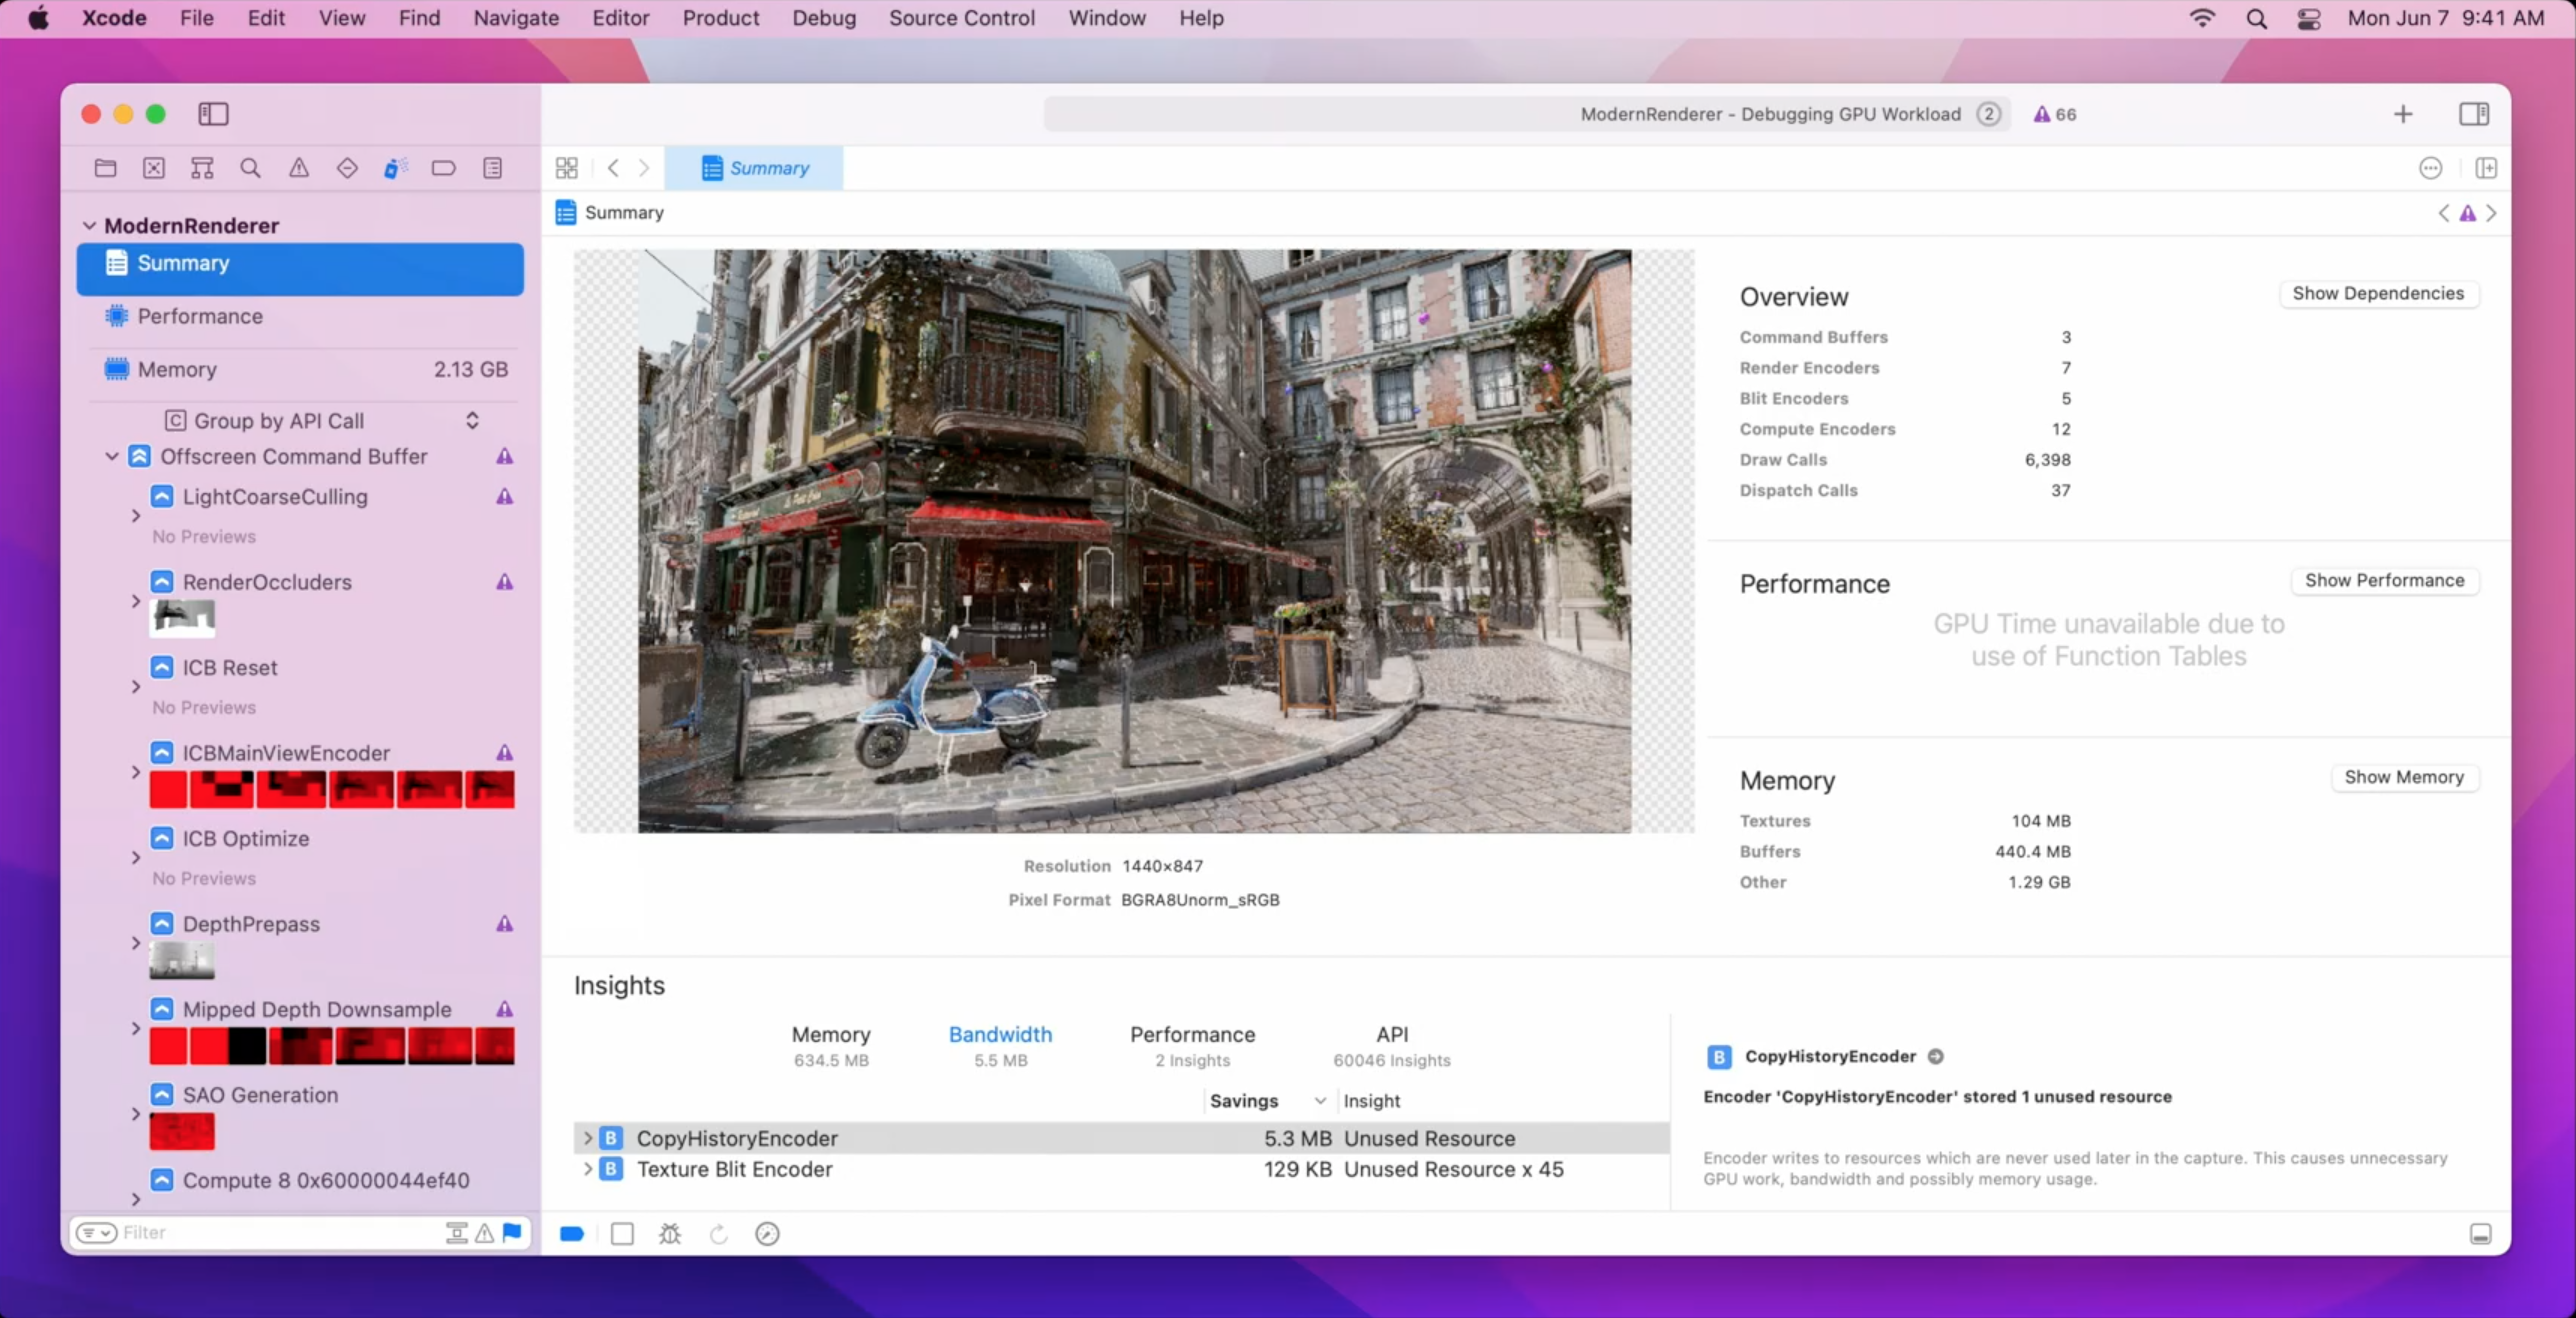 Xcode File Edit View Find Navigate Editor Product Debug Source Control Window Help Mon Jun 7 9:41 AM
ModernRenderer - Debugging GPU Workload 2 66
Summary
Summary
ModernRenderer
Summary
Performance
Memory 2.13 GB
C Group by API Call
Offscreen Command Buffer
LightCoarseCulling
No Previews
RenderOccluders
ICB Reset
No Previews
ICBMainViewEncoder
ICB Optimize
No Previews
DepthPrepass
Mipped Depth Downsample
SAO Generation
Compute 8 0x60000044ef40
Filter
Resolution 1440×847
Pixel Format BGRA8Unorm_sRGB
Overview Show Dependencies
Command Buffers 3
Render Encoders 7
Blit Encoders 5
Compute Encoders 12
Draw Calls 6,398
Dispatch Calls 37
Performance Show Performance
GPU Time unavailable due to
use of Function Tables
Memory Show Memory
Textures 104 MB
Buffers 440.4 MB
Other 1.29 GB
Insights
Memory Bandwidth Performance API
634.5 MB 5.5 MB 2 Insights 60046 Insights
Savings Insight
B CopyHistoryEncoder 5.3 MB Unused Resource
B Texture Blit Encoder 129 KB Unused Resource x 45
B CopyHistoryEncoder
Encoder 'CopyHistoryEncoder' stored 1 unused resource
Encoder writes to resources which are never used later in the capture. This causes unnecessary
GPU work, bandwidth and possibly memory usage.